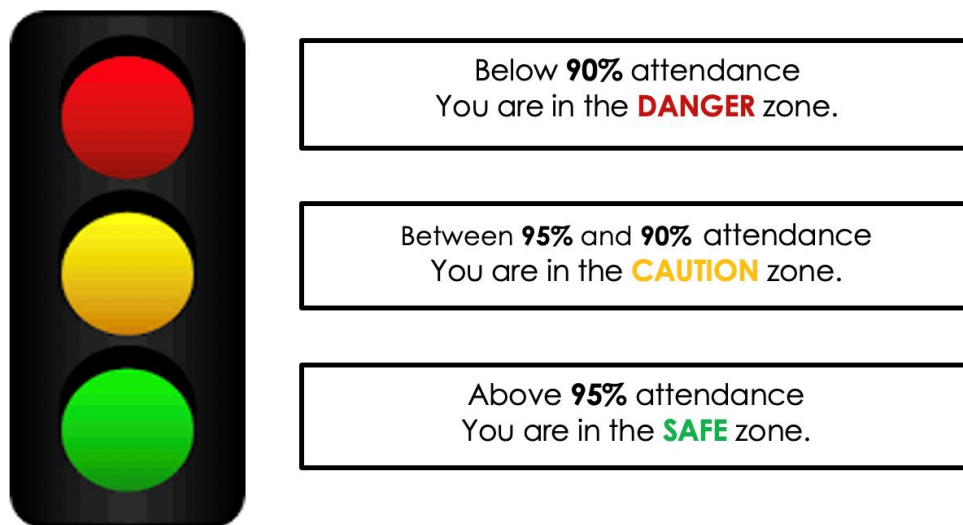 Below 90% attendance
You are in the DANGER zone.
Between 95% and 90% attendance
You are in the CAUTION zone.
Above 95% attendance
You are in the SAFE zone.